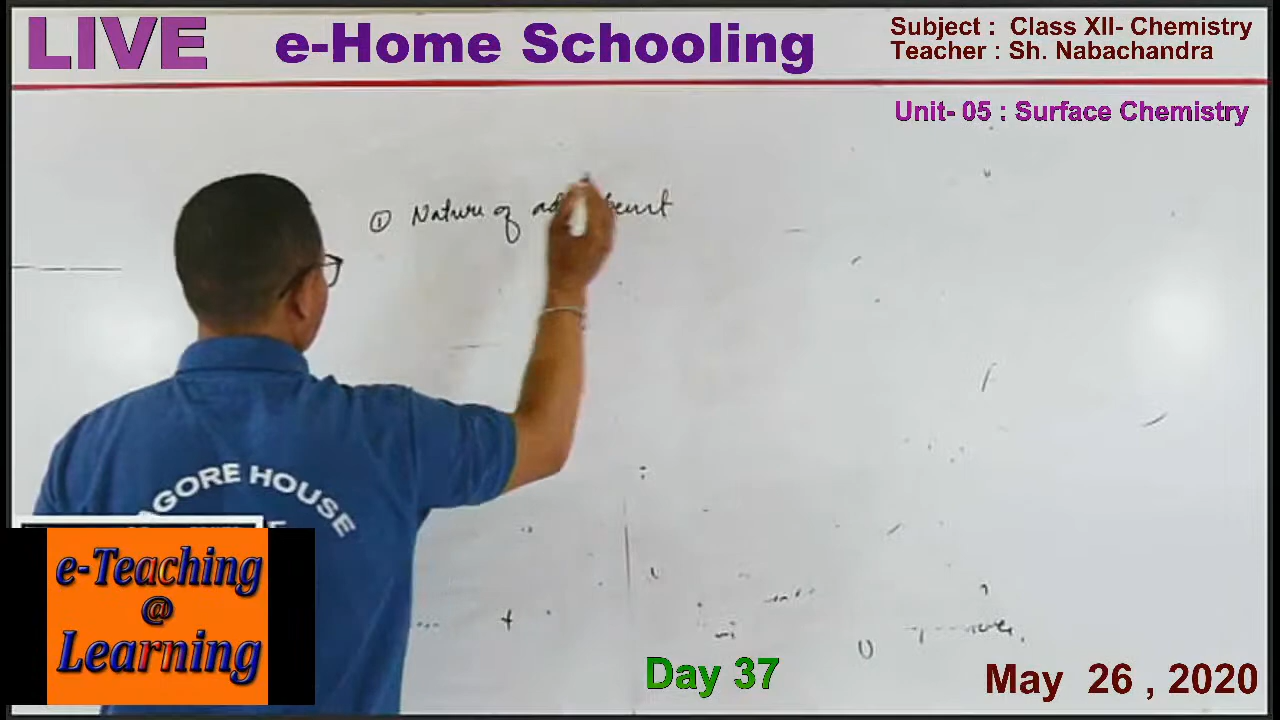 LIVE
e-Home Schooling
Subject : Class XII- Chemistry
Teacher : Sh. Nabachandra
Unit- 05 : Surface Chemistry
① Nature of
AGORE HOUSE
e-Teaching
@
Learning
Day 37
May 26 , 2020